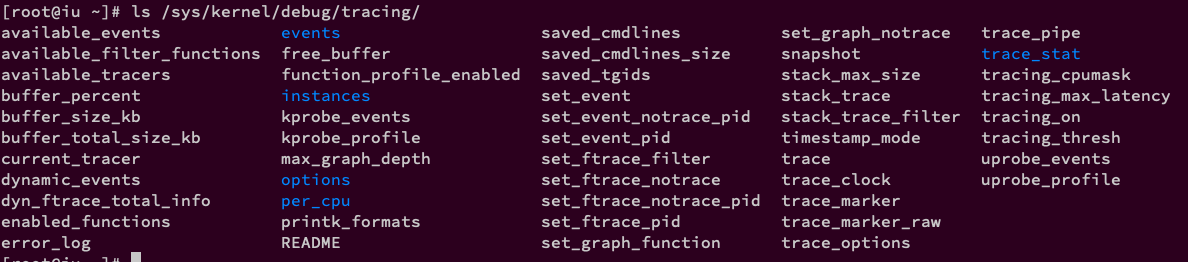 [root@iu ~]# ls /sys/kernel/debug/tracing/
available_events events saved_cmdlines set_graph_notrace trace_pipe
available_filter_functions free_buffer saved_cmdlines_size snapshot trace_stat
available_tracers function_profile_enabled saved_tgids stack_max_size tracing_cpumask
buffer_percent instances set_event stack_trace tracing_max_latency
buffer_size_kb kprobe_events set_event_notrace_pid stack_trace_filter tracing_on
buffer_total_size_kb kprobe_profile set_event_pid timestamp_mode tracing_thresh
current_tracer max_graph_depth set_ftrace_filter trace uprobe_events
dynamic_events options set_ftrace_notrace trace_clock uprobe_profile
dyn_ftrace_total_info per_cpu set_ftrace_notrace_pid trace_marker
enabled_functions printk_formats set_ftrace_pid trace_marker_raw
error_log README set_graph_function trace_options
[root@iu ~]#